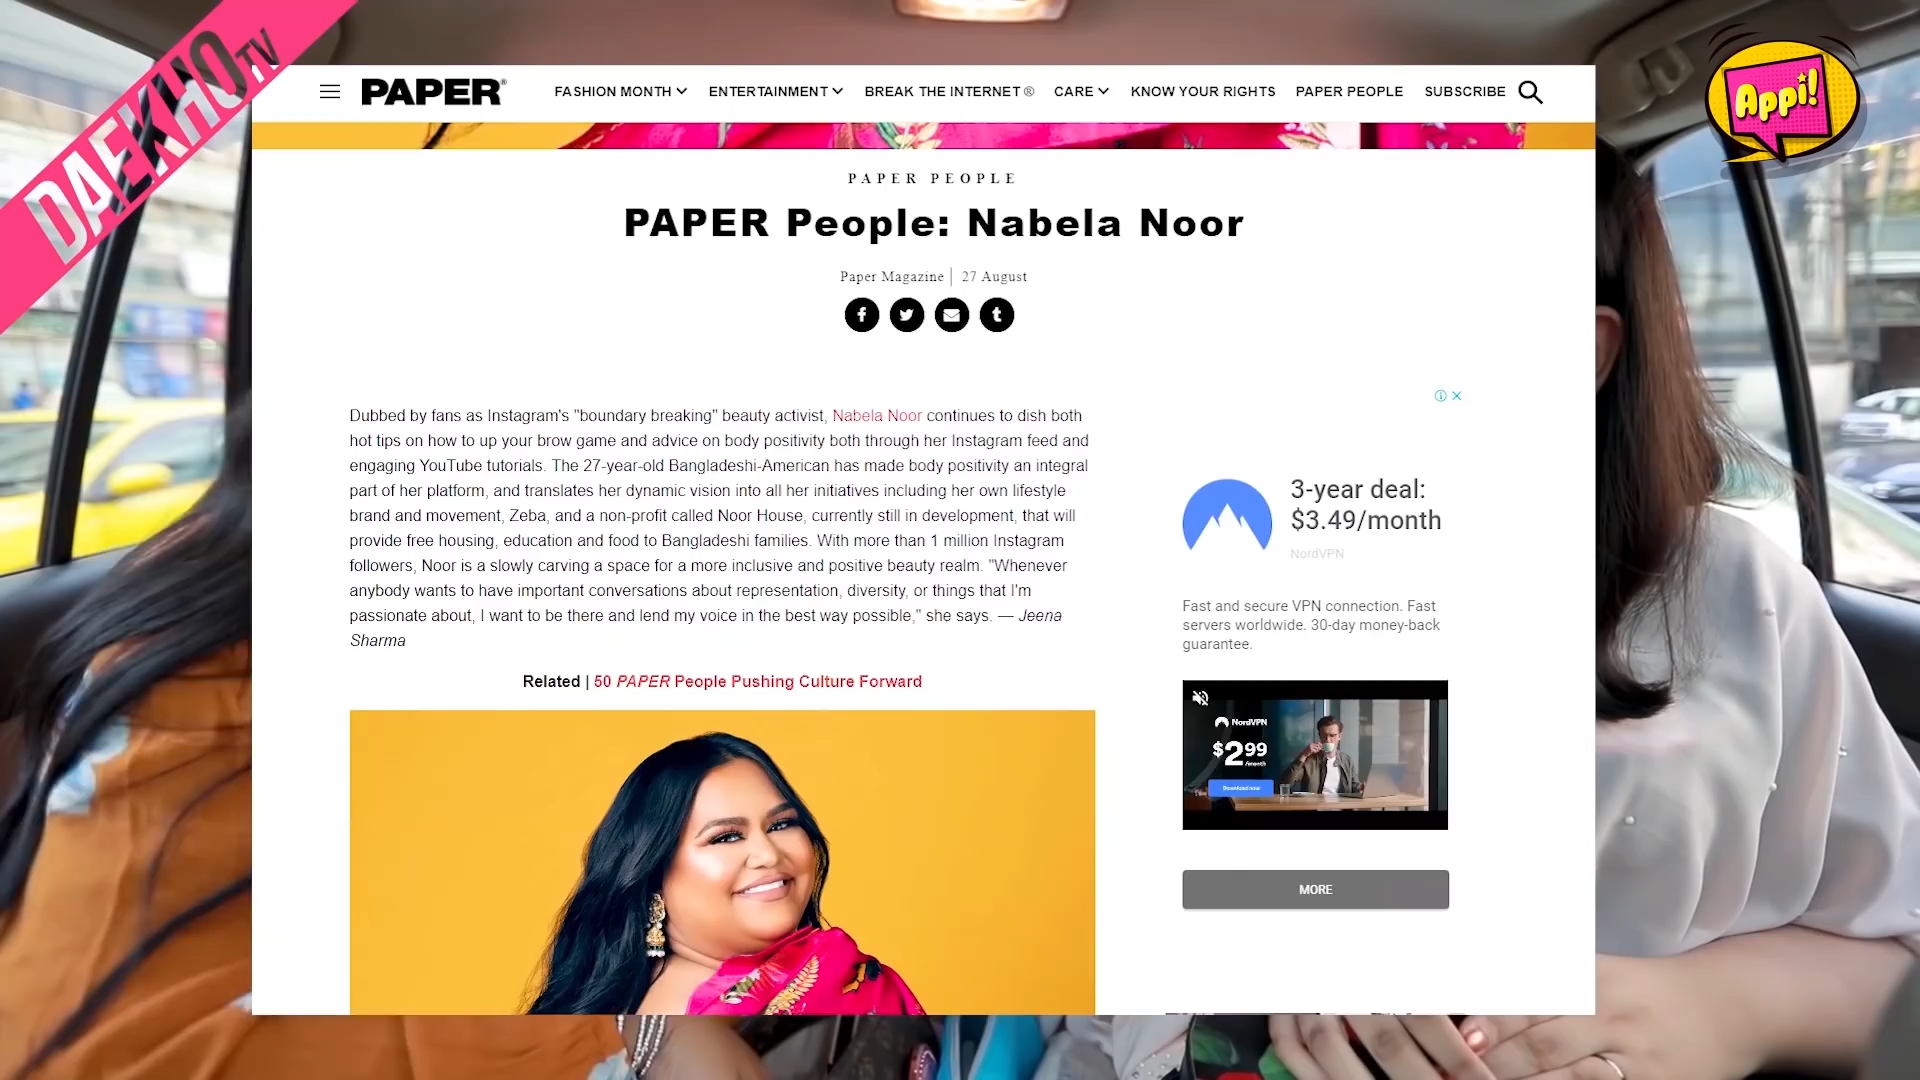 DAEKHO TV
Appi!
PAPER®
FASHION MONTH
ENTERTAINMENT
BREAK THE INTERNET ®
CARE
KNOW YOUR RIGHTS
PAPER PEOPLE
SUBSCRIBE
PAPER PEOPLE
PAPER People: Nabela Noor
Paper Magazine | 27 August
Dubbed by fans as Instagram's "boundary breaking" beauty activist, Nabela Noor continues to dish both
hot tips on how to up your brow game and advice on body positivity both through her Instagram feed and
engaging YouTube tutorials. The 27-year-old Bangladeshi-American has made body positivity an integral
part of her platform, and translates her dynamic vision into all her initiatives including her own lifestyle
brand and movement, Zeba, and a non-profit called Noor House, currently still in development, that will
provide free housing, education and food to Bangladeshi families. With more than 1 million Instagram
followers, Noor is a slowly carving a space for a more inclusive and positive beauty realm. "Whenever
anybody wants to have important conversations about representation, diversity, or things that I'm
passionate about, I want to be there and lend my voice in the best way possible," she says. — Jeena
Sharma
Related | 50 PAPER People Pushing Culture Forward
3-year deal:
$3.49/month
NordVPN
Fast and secure VPN connection. Fast
servers worldwide. 30-day money-back
guarantee.
NordVPN
$2.99
/month
Download now
MORE